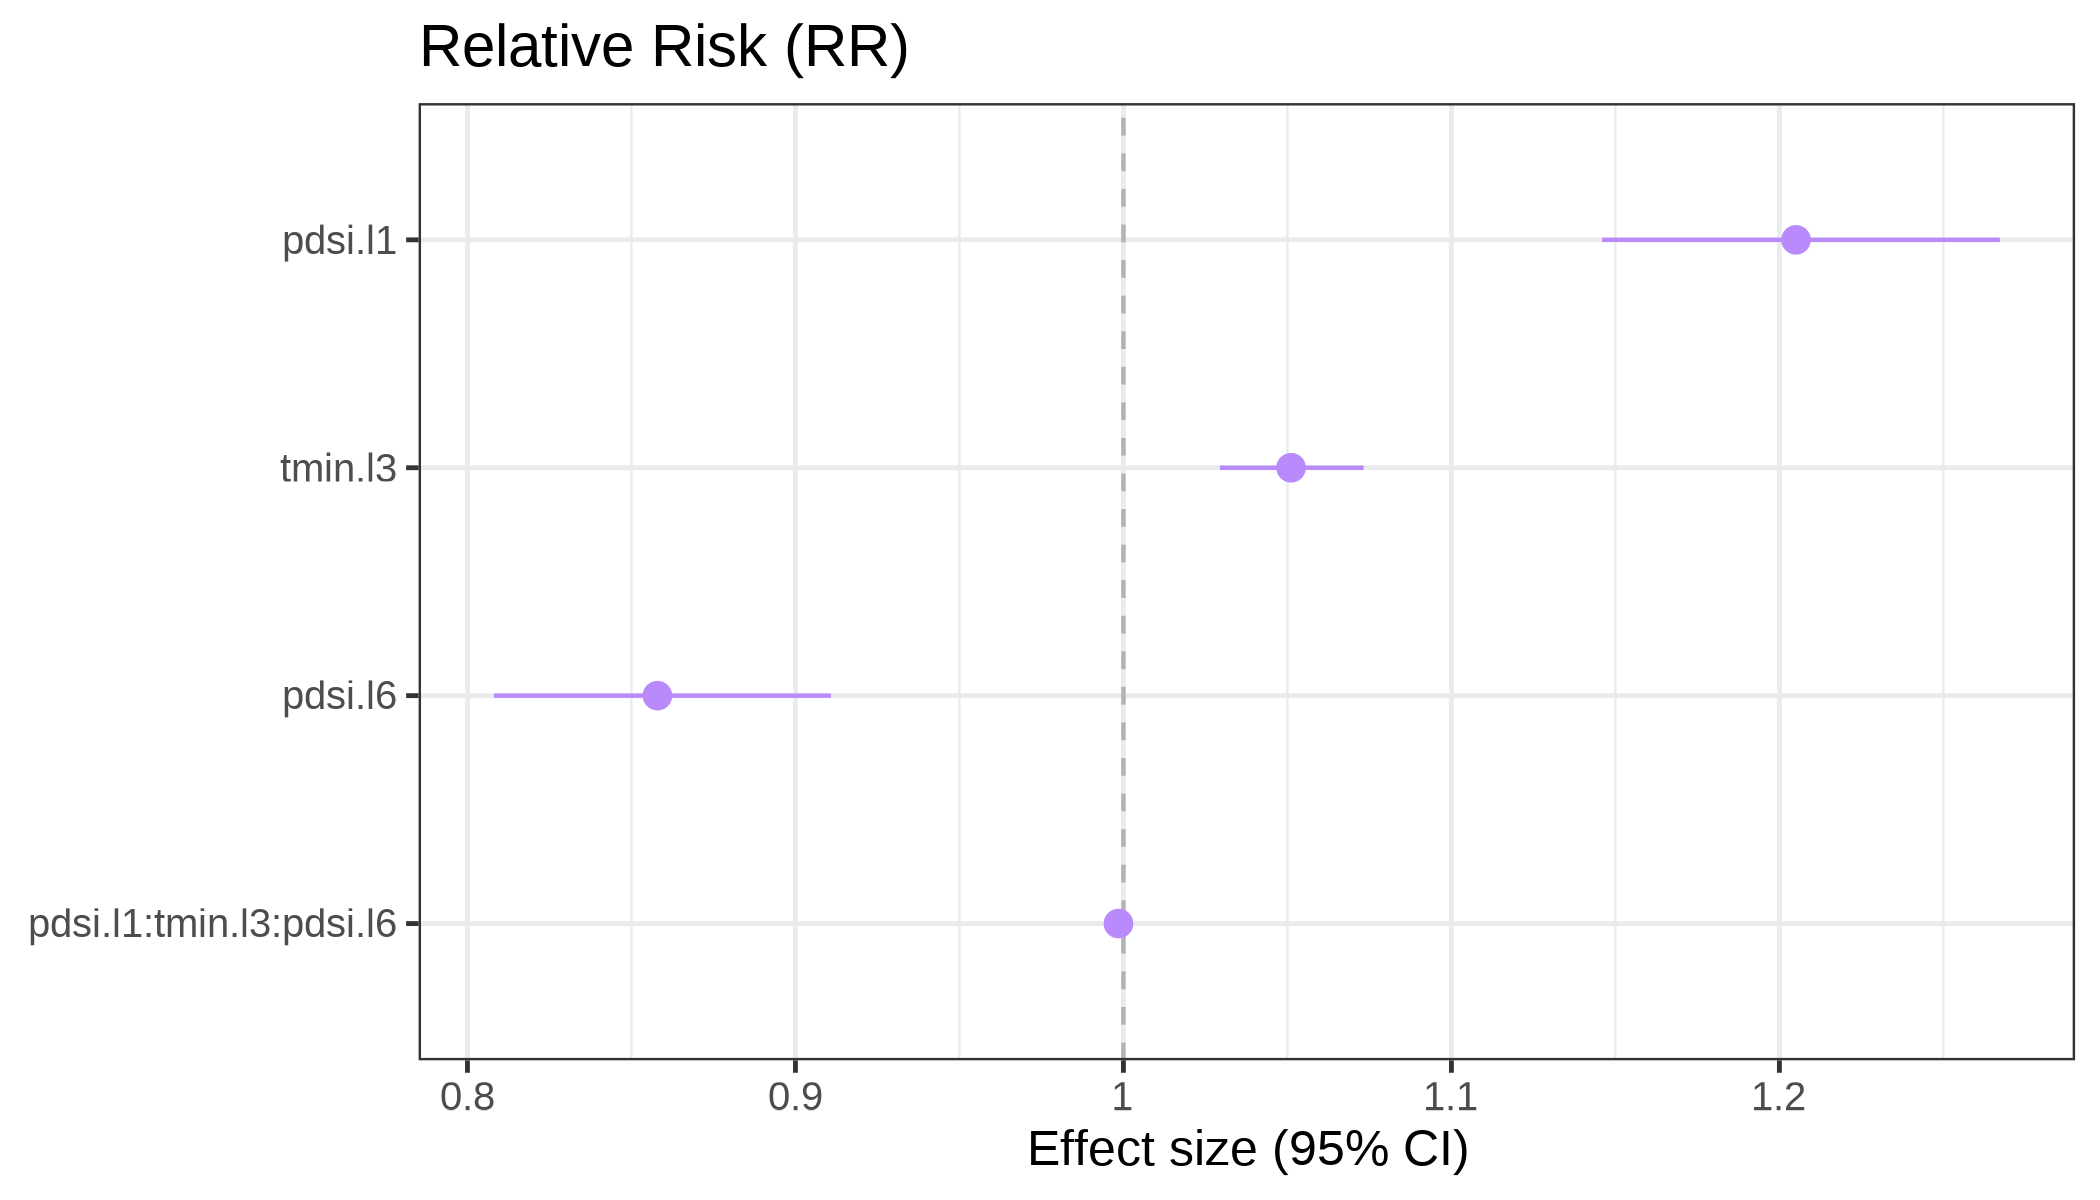 Relative Risk (RR)
pdsi.l1
tmin.l3
pdsi.l6
pdsi.l1:tmin.l3:pdsi.l6
0.8 0.9 1 1.1 1.2
Effect size (95% CI)